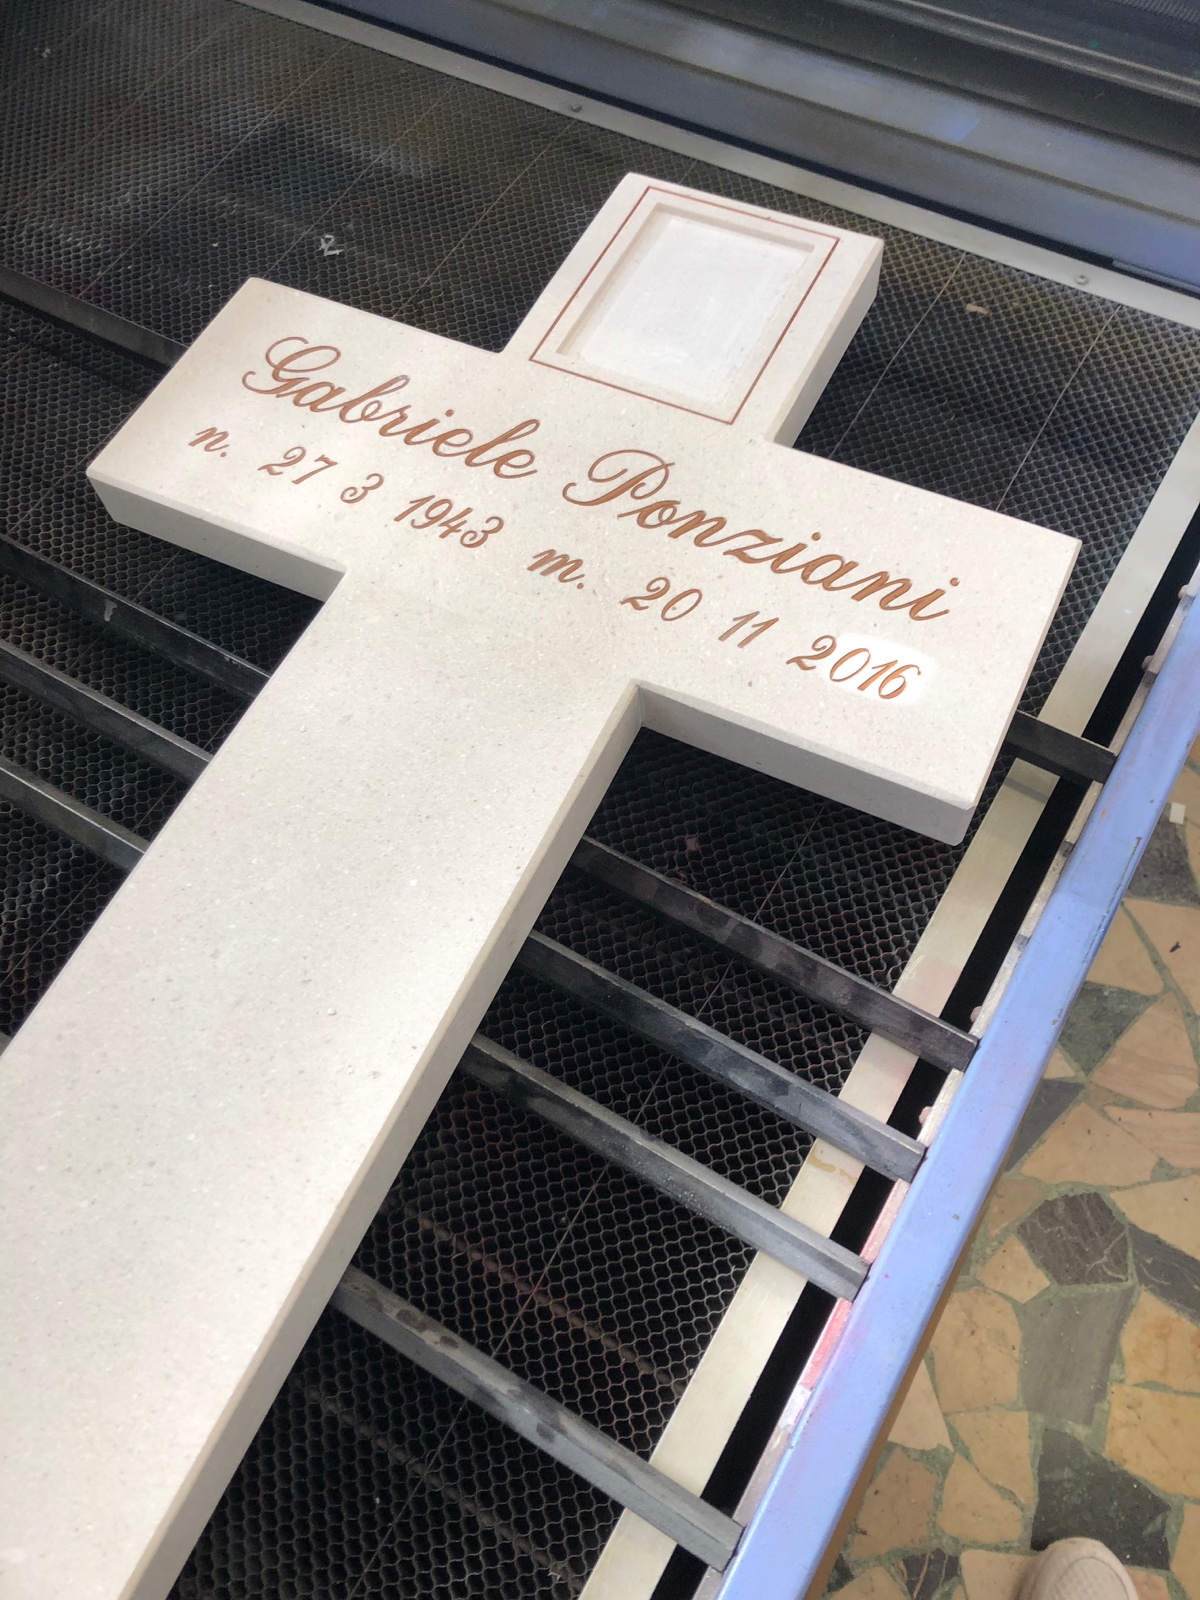 Gabriele Ponziani
n. 27 3 1943 m. 20 11 2016